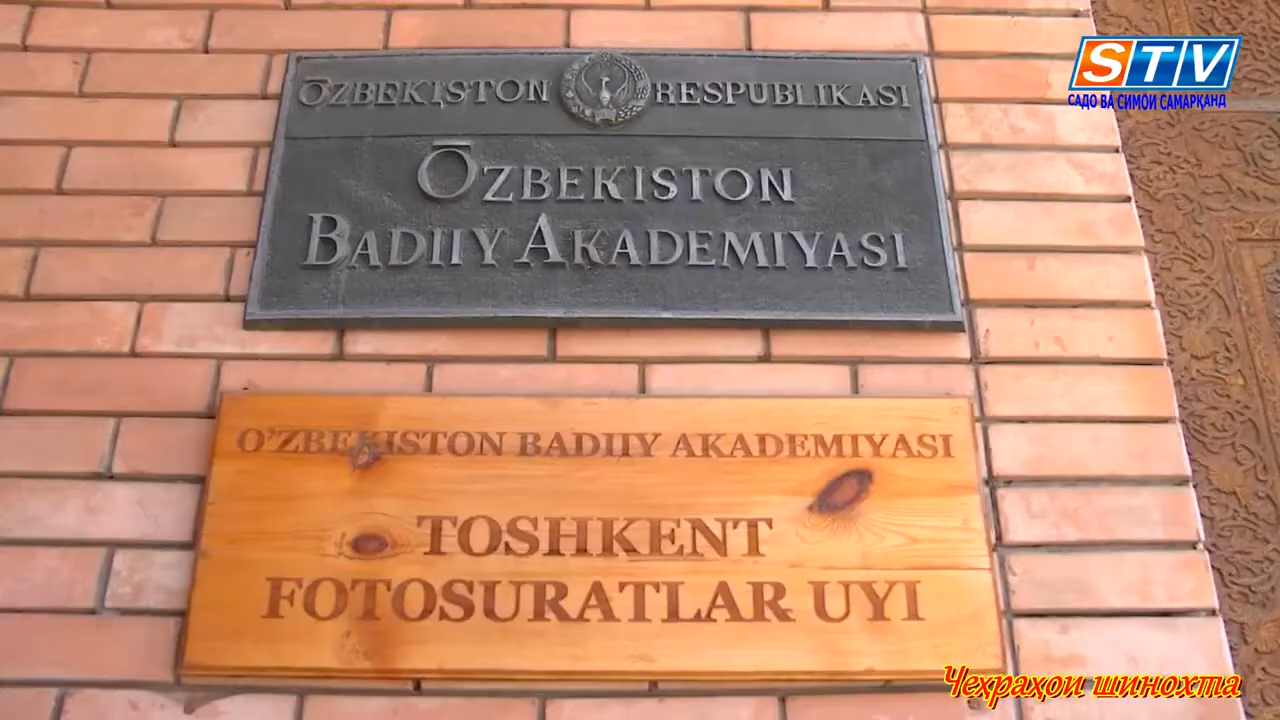 ŌZBEKISTON RESPUBLIKASI
ŌZBEKISTON
BADIIY AKADEMIYASI
O'ZBEKISTON BADIIY AKADEMIYASI
TOSHKENT
FOTOSURATLAR UYI
STV
САДО ВА СИМОИ САМАРҚАНД
Чеҳраҳои шинохта